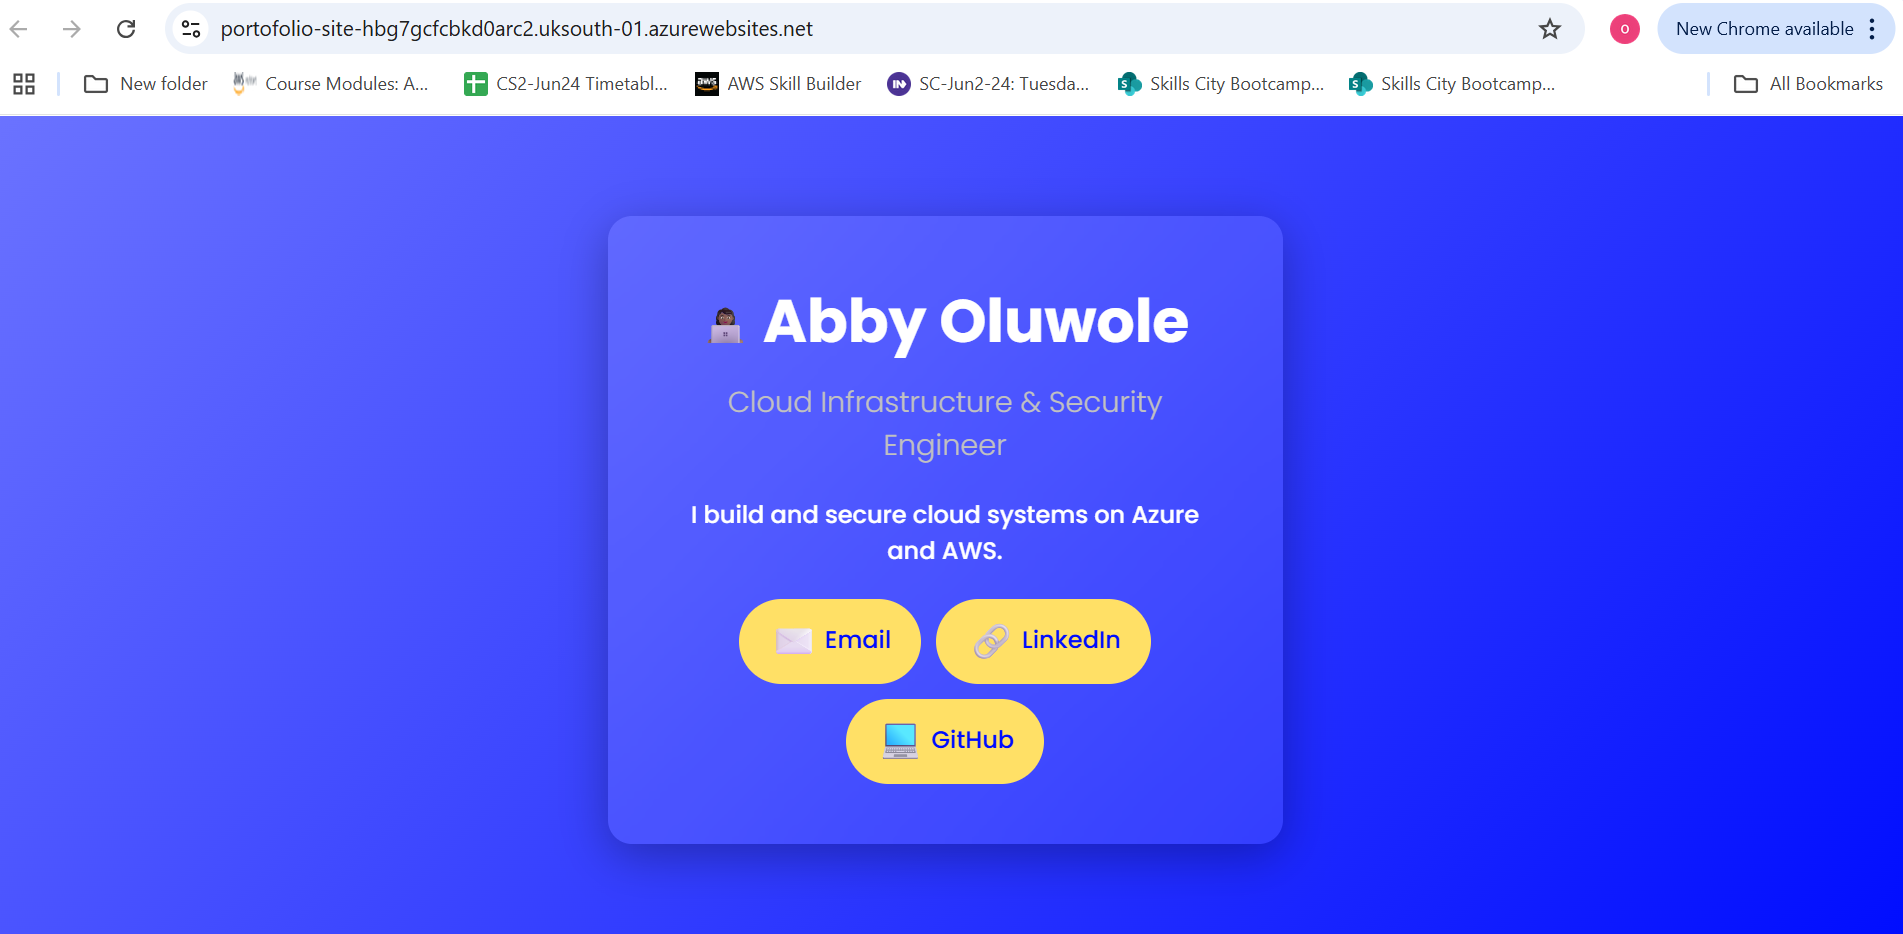 portofolio-site-hbg7gcfcbkd0arc2.uksouth-01.azurewebsites.net
O
New Chrome available
New folder
Course Modules: A...
CS2-Jun24 Timetabl...
aws
AWS Skill Builder
IN
SC-Jun2-24: Tuesda...
S
Skills City Bootcamp...
S
Skills City Bootcamp...
All Bookmarks
Abby Oluwole
Cloud Infrastructure & Security
Engineer
I build and secure cloud systems on Azure
and AWS.
Email
LinkedIn
GitHub